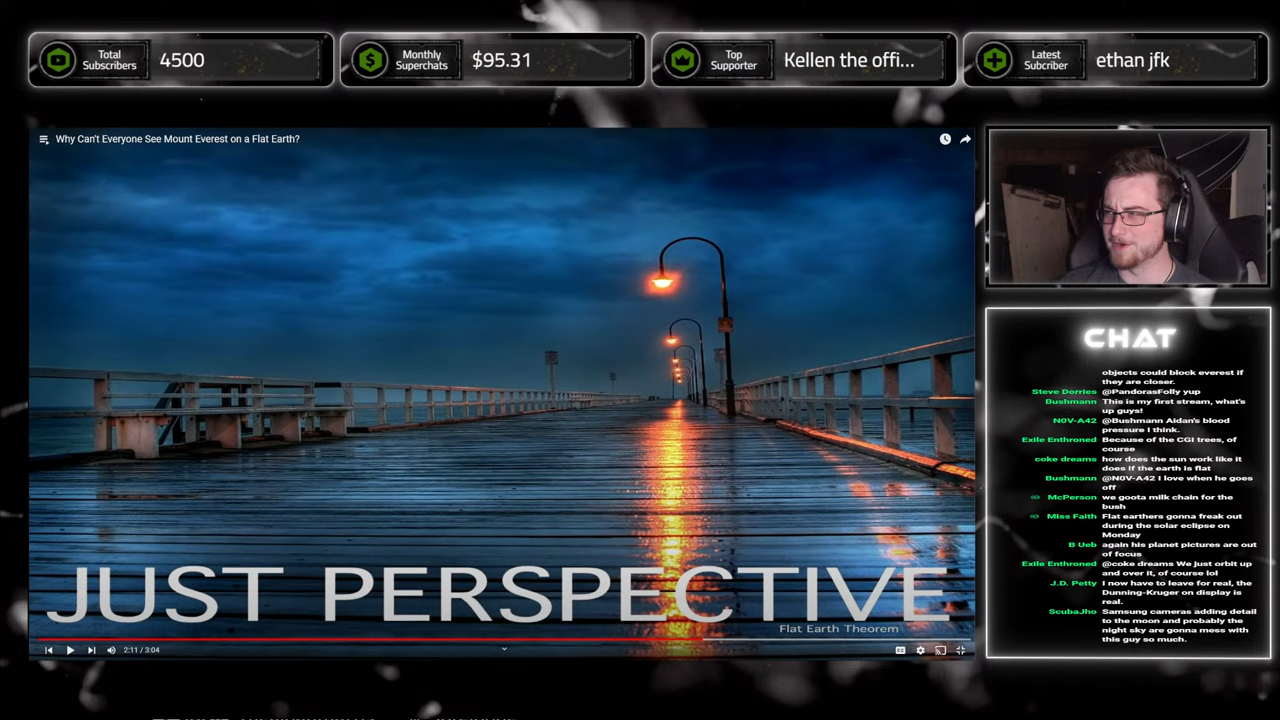 Total
Subscribers
4500
Monthly
Superchats
$95.31
Top
Supporter
Kellen the offi...
Latest
Subcriber
ethan jfk
Why Can't Everyone See Mount Everest on a Flat Earth?
JUST PERSPECTIVE
Flat Earth Theorem
2:11 / 3:04
CHAT
objects could block everest if
they are closer.
Steve Dorries @PandorasFolly yup
Bushmann This is my first stream, what's
up guys!
N0V-A42 @Bushmann Aidan's blood
pressure I think.
Exile Enthroned Because of the CGI trees, of
course
coke dreams how does the sun work like it
does if the earth is flat
Bushmann @N0V-A42 I love when he goes
off
McPerson we goota milk chain for the
bush
Miss Faith Flat earthers gonna freak out
during the solar eclipse on
Monday
B Ueb again his planet pictures are out
of focus
Exile Enthroned @coke dreams We just orbit up
and over it, of course lol
J.D. Petty I now have to leave for real, the
Dunning-Kruger on display is
real.
ScubaJho Samsung cameras adding detail
to the moon and probably the
night sky are gonna mess with
this guy so much.